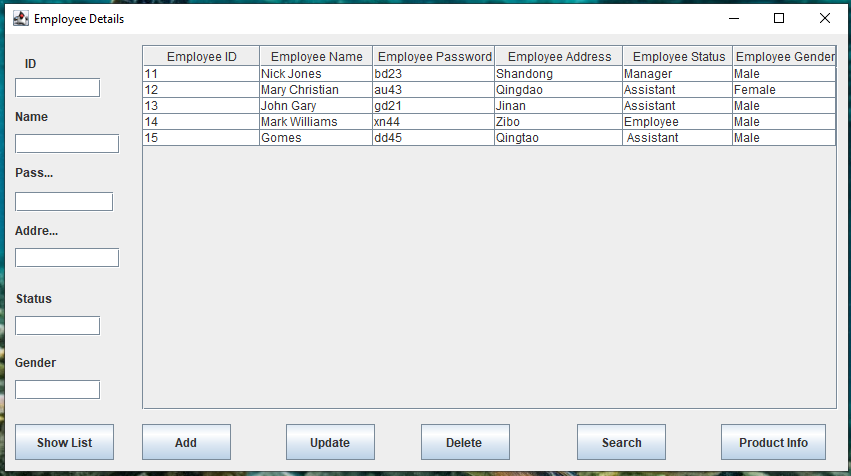 Employee Details
ID
Name
Pass...
Addre...
Status
Gender
Employee ID Employee Name Employee Password Employee Address Employee Status Employee Gender
11 Nick Jones bd23 Shandong Manager Male
12 Mary Christian au43 Qingdao Assistant Female
13 John Gary gd21 Jinan Assistant Male
14 Mark Williams xn44 Zibo Employee Male
15 Gomes dd45 Qingtao Assistant Male
Show List Add Update Delete Search Product Info